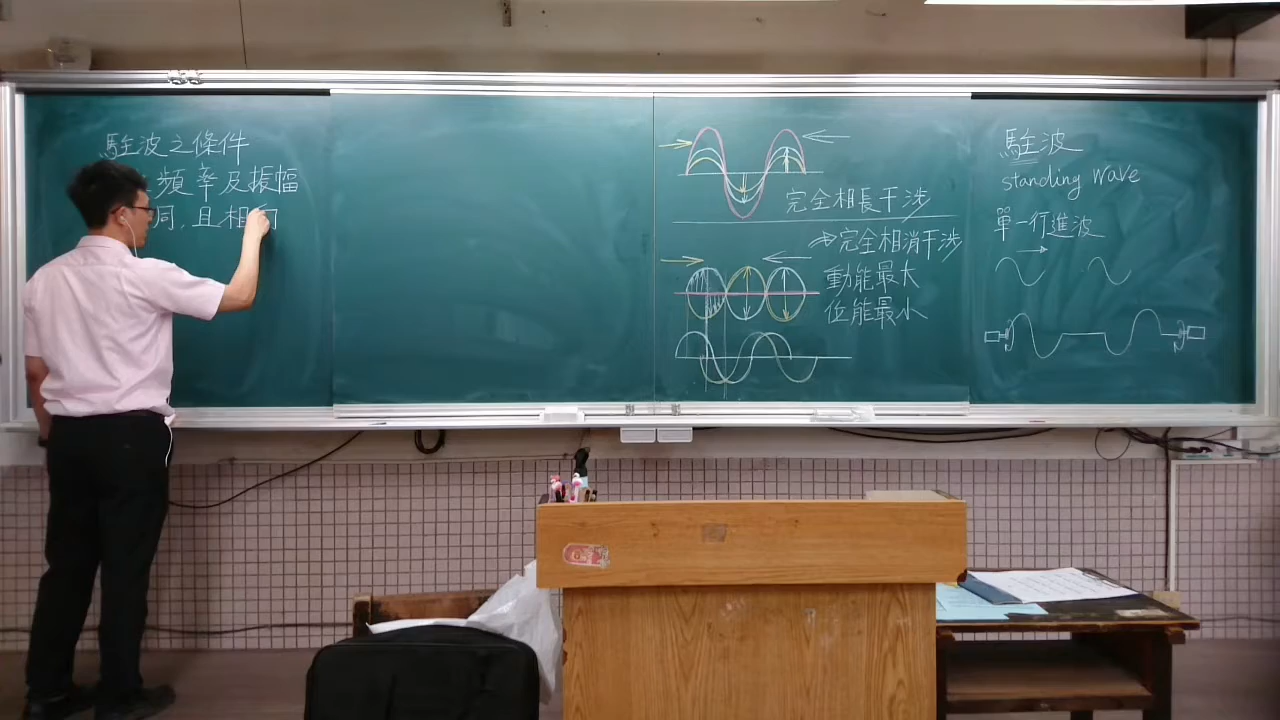 駐波之條件
頻率及振幅
同,且相向
完全相長干涉
⇒完全相消干涉
動能最大
位能最小
駐波
standing wave
單一行進波